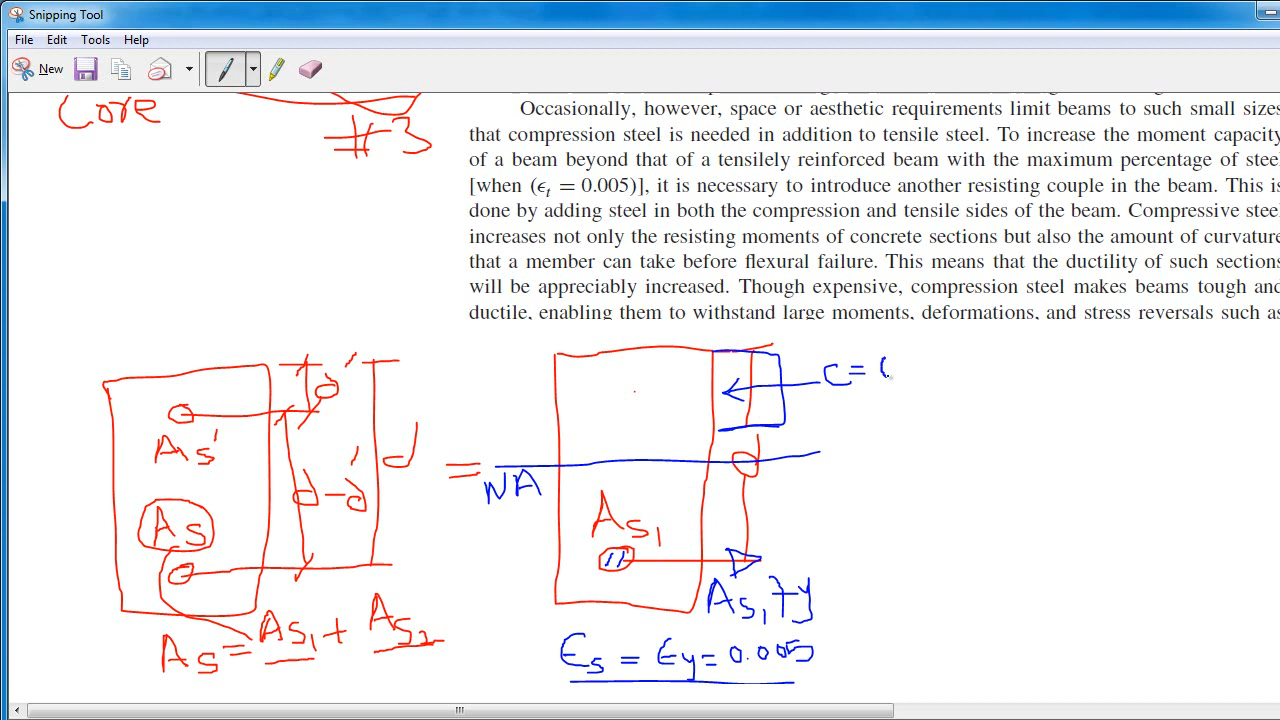 Snipping Tool
File Edit Tools Help
New
Core
#3
Occasionally, however, space or aesthetic requirements limit beams to such small sizes
that compression steel is needed in addition to tensile steel. To increase the moment capacity
of a beam beyond that of a tensilely reinforced beam with the maximum percentage of steel
[when (ϵt = 0.005)], it is necessary to introduce another resisting couple in the beam. This is
done by adding steel in both the compression and tensile sides of the beam. Compressive steel
increases not only the resisting moments of concrete sections but also the amount of curvature
that a member can take before flexural failure. This means that the ductility of such sections
will be appreciably increased. Though expensive, compression steel makes beams tough and
ductile, enabling them to withstand large moments, deformations, and stress reversals such as
d'
As'
d-d'
d
As
As = As1 + As2
=
C =
d
NA
As1
As1 fy
Es = Ey = 0.005